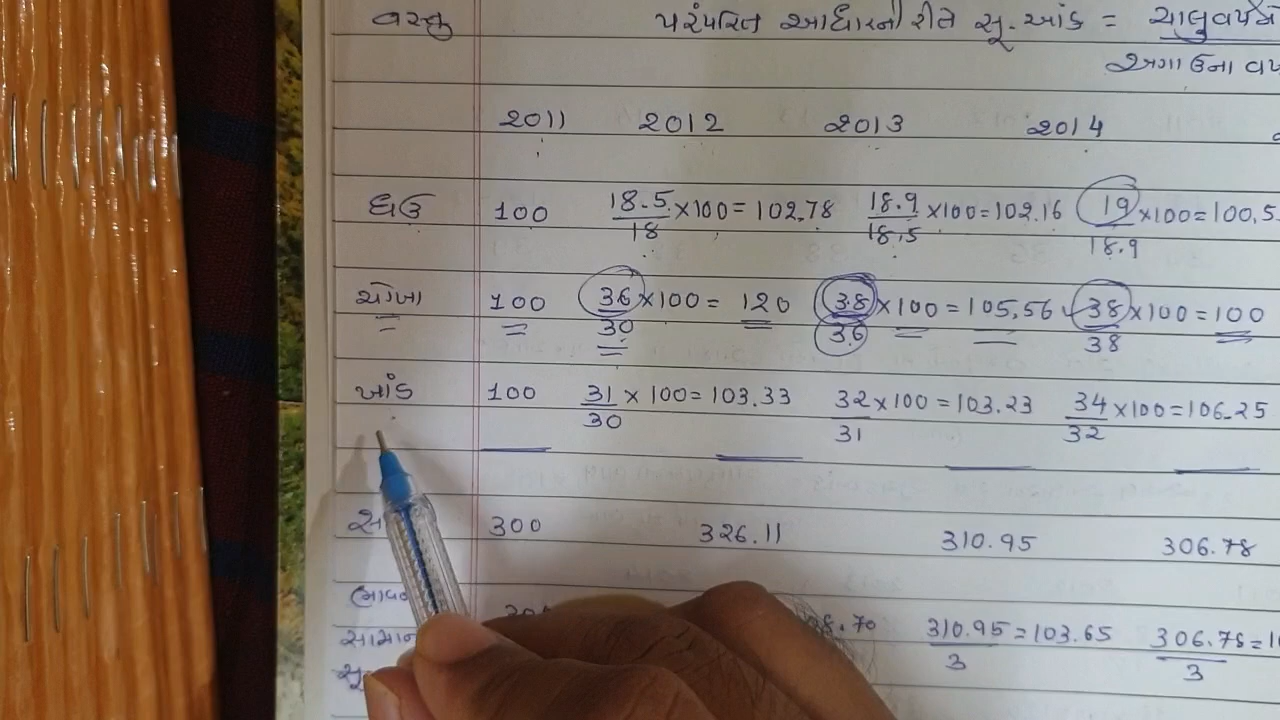 વસ્તુ પરંપરિત આધારની રીતે સૂ. આંક = ચાલુ વર્ષ
અગાઉના
2011 2012 2013 2014
ઘઉં 100 18.5/18 ×100 = 102.78 18.9/18.5 ×100 = 102.16 19/18.9 ×100 = 100.5
ચોખા 100 36/30 ×100 = 120 38/36 ×100 = 105.56 38/38 ×100 = 100
ખાંડ 100 31/30 × 100 = 103.33 32/31 ×100 = 103.23 34/32 ×100 = 106.25
300 326.11 310.95 306.78
310.95/3 = 103.65 306.78/3 =